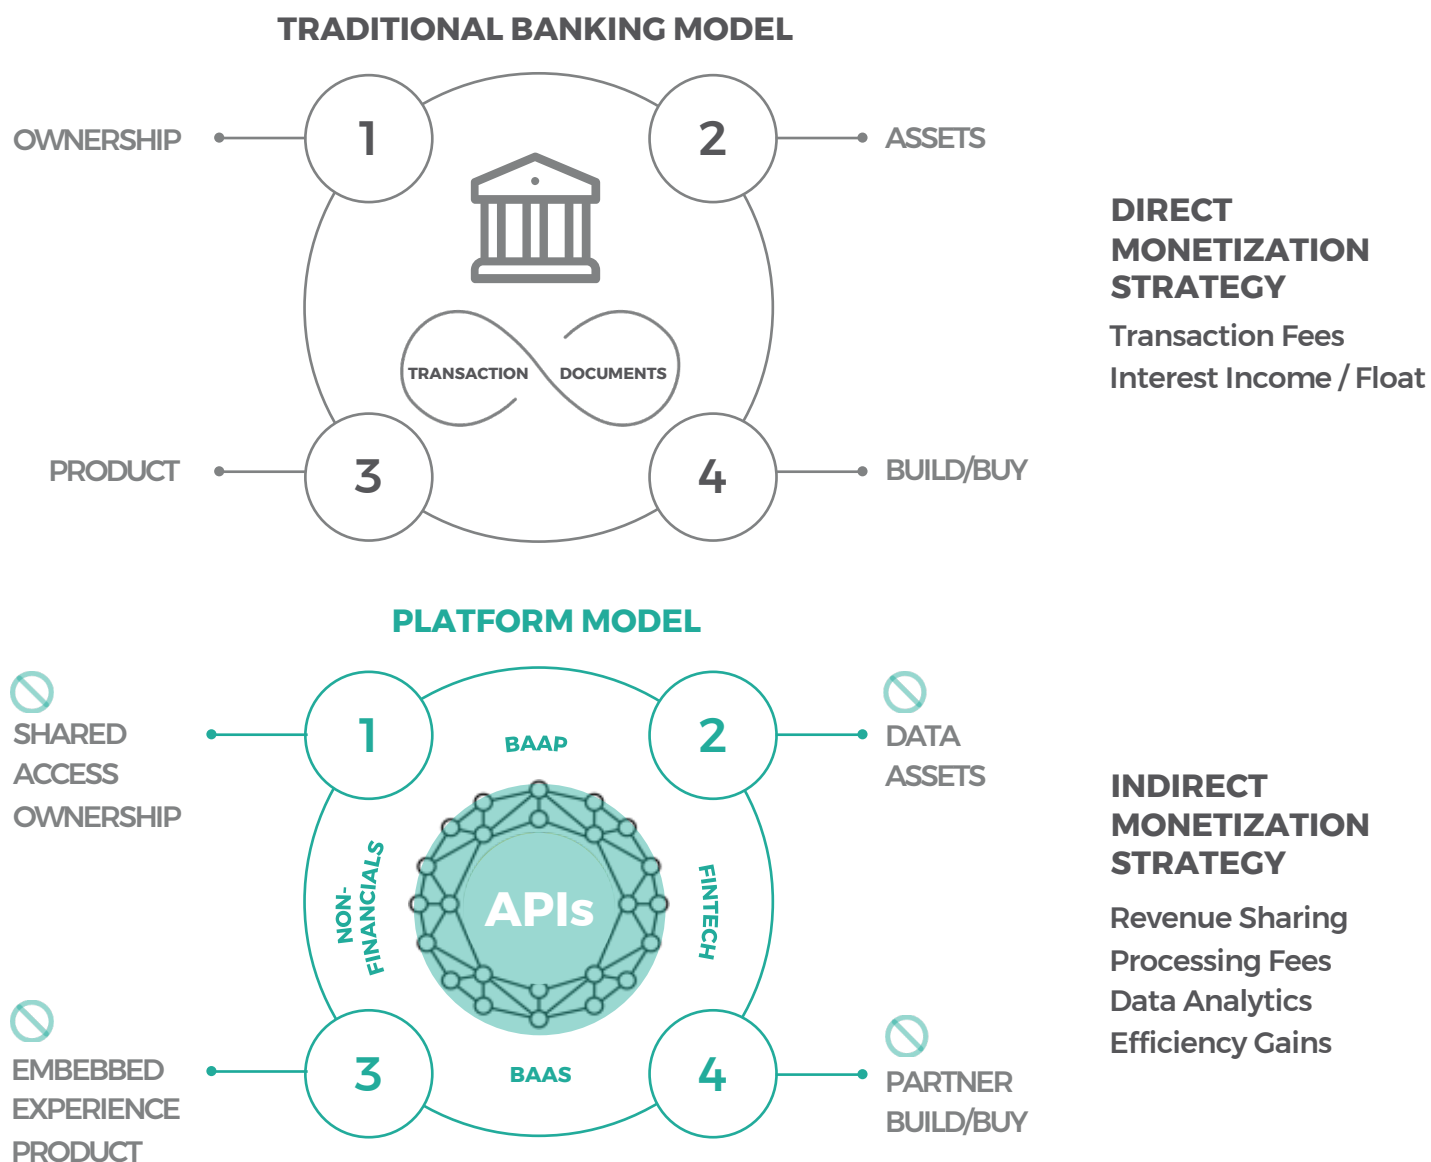 TRADITIONAL BANKING MODEL
OWNERSHIP
1
2
ASSETS
TRANSACTION
DOCUMENTS
PRODUCT
3
4
BUILD/BUY
DIRECT
MONETIZATION
STRATEGY
Transaction Fees
Interest Income / Float
PLATFORM MODEL
SHARED
ACCESS
OWNERSHIP
1
BAAP
2
DATA
ASSETS
NON-
FINANCIALS
APIs
FINTECH
EMBEBBED
EXPERIENCE
PRODUCT
3
BAAS
4
PARTNER
BUILD/BUY
INDIRECT
MONETIZATION
STRATEGY
Revenue Sharing
Processing Fees
Data Analytics
Efficiency Gains